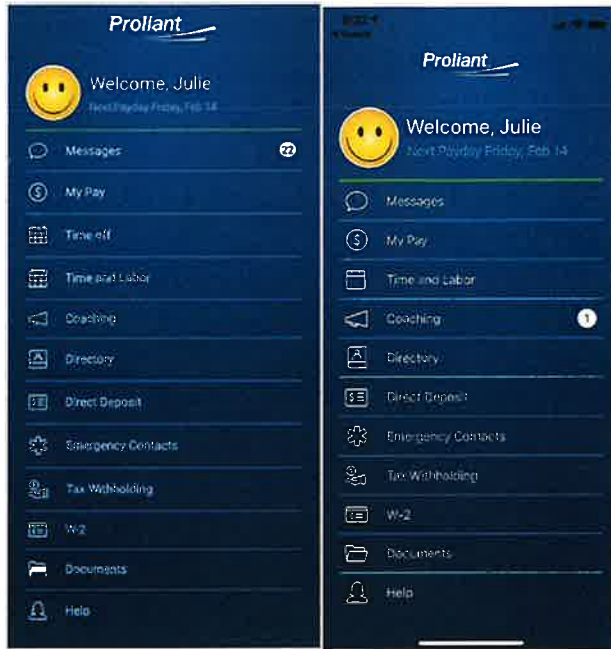 Proliant
Welcome, Julie
Next Payday Friday, Feb 14
Messages
22
My Pay
Time off
Time and Labor
Coaching
Directory
Direct Deposit
Emergency Contacts
Tax Withholding
W-2
Documents
Help
Proliant
Welcome, Julie
Next Payday Friday, Feb 14
Messages
My Pay
Time and Labor
Coaching
1
Directory
Direct Deposit
Emergency Contacts
Tax Withholding
W-2
Documents
Help